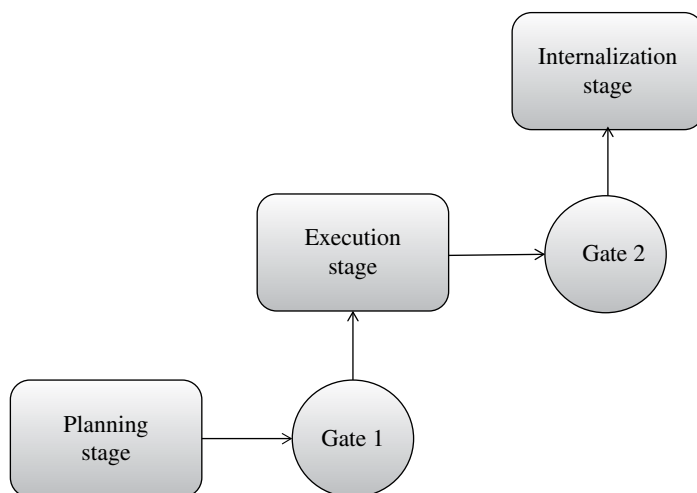 Internalization
stage
Execution
stage
Gate 2
Planning
stage
Gate 1